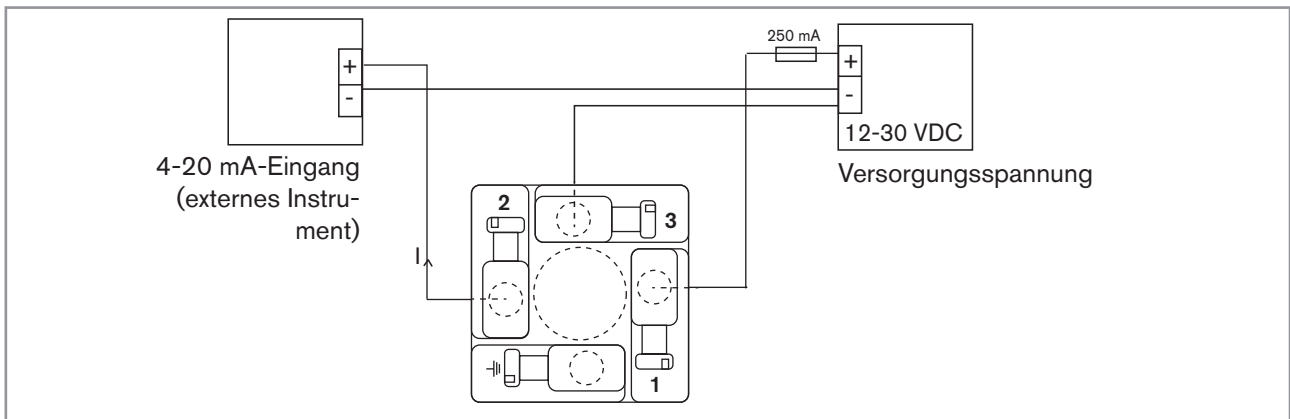 250 mA
+
-
+
-
12-30 VDC
4-20 mA-Eingang
(externes Instru-
ment)
Versorgungsspannung
2
3
I
1